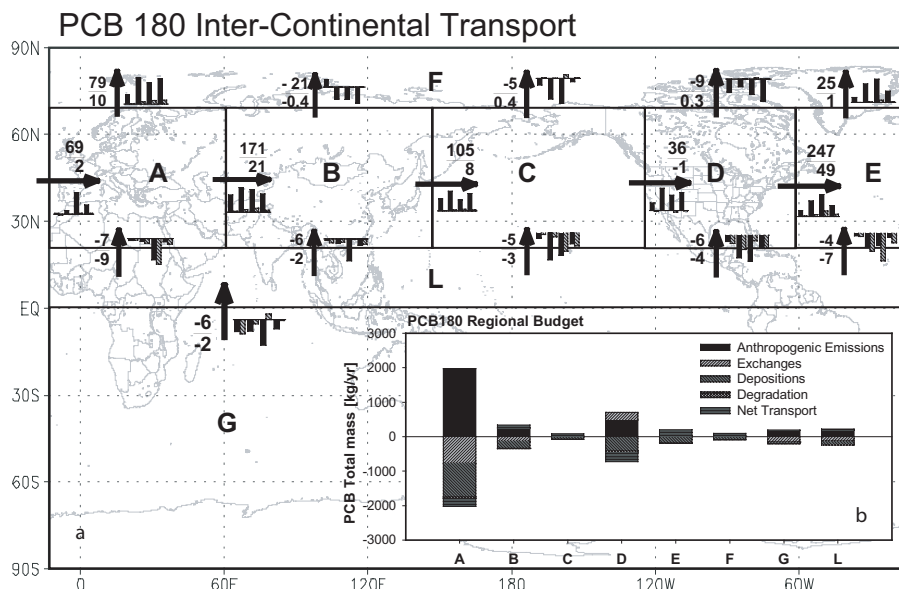 PCB 180 Inter-Continental Transport
90N
79
10
-21
-0.4
F
-5
0.4
-9
0.3
25
1
60N
69
2
A
171
21
B
105
8
C
36
-1
D
247
49
E
30N
-7
-9
-6
-2
-5
-3
-6
-4
-4
-7
L
EQ
-6
-2
PCB180 Regional Budget
3000
2000
1000
0
-1000
-2000
-3000
PCB Total mass [kg/yr]
Anthropogenic Emissions
Exchanges
Depositions
Degradation
Net Transport
b
A B C D E F G L
30S
G
60S
a
90S
0 60E 120E 180 120W 60W